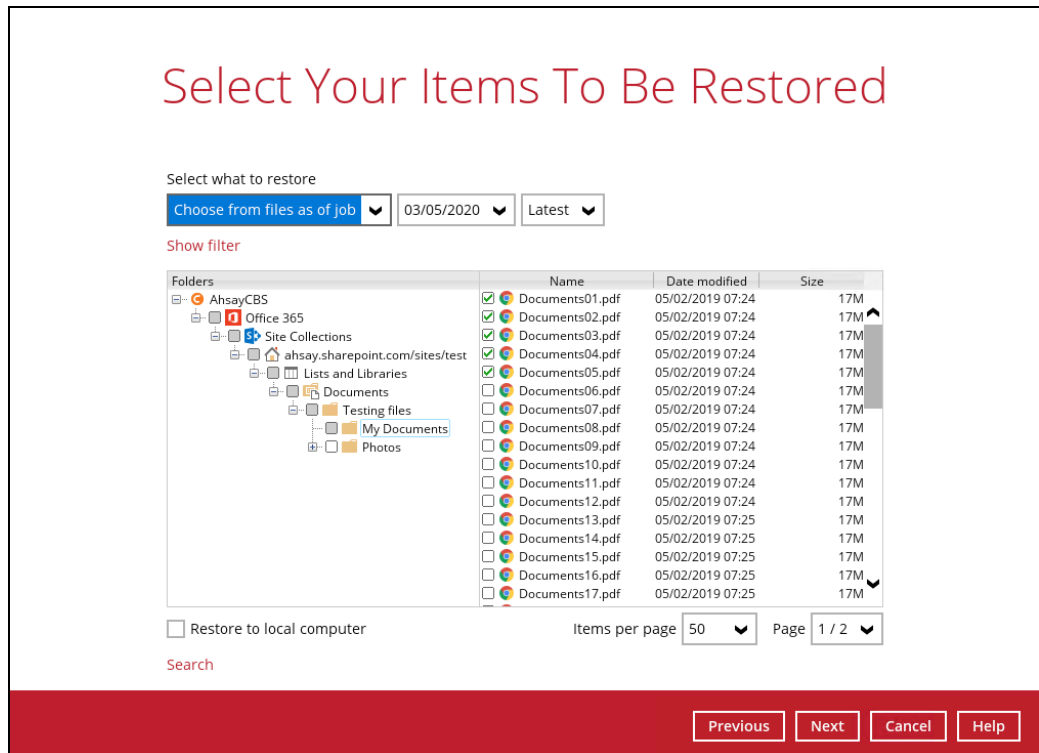 Select Your Items To Be Restored
Select what to restore
Choose from files as of job 03/05/2020 Latest
Show filter
Folders Name Date modified Size
AhsayCBS Documents01.pdf 05/02/2019 07:24 17M
Office 365 Documents02.pdf 05/02/2019 07:24 17M
Site Collections Documents03.pdf 05/02/2019 07:24 17M
ahsay.sharepoint.com/sites/test Documents04.pdf 05/02/2019 07:24 17M
Lists and Libraries Documents05.pdf 05/02/2019 07:24 17M
Documents Documents06.pdf 05/02/2019 07:24 17M
Testing files Documents07.pdf 05/02/2019 07:24 17M
My Documents Documents08.pdf 05/02/2019 07:24 17M
Photos Documents09.pdf 05/02/2019 07:24 17M
Documents10.pdf 05/02/2019 07:24 17M
Documents11.pdf 05/02/2019 07:24 17M
Documents12.pdf 05/02/2019 07:24 17M
Documents13.pdf 05/02/2019 07:25 17M
Documents14.pdf 05/02/2019 07:25 17M
Documents15.pdf 05/02/2019 07:25 17M
Documents16.pdf 05/02/2019 07:25 17M
Documents17.pdf 05/02/2019 07:25 17M
Restore to local computer Items per page 50 Page 1 / 2
Search
Previous Next Cancel Help